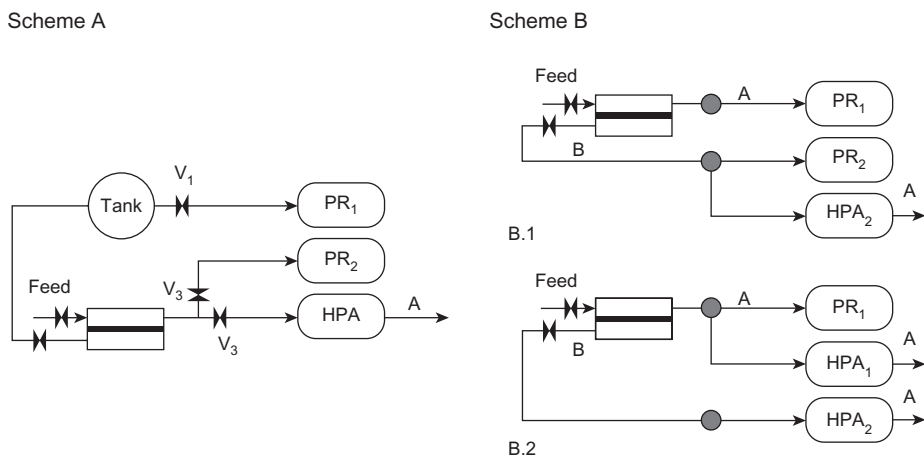 Scheme A
V₁
Tank
PR₁
PR₂
Feed
V₃
HPA
A
V₃
Scheme B
Feed
A
PR₁
B
PR₂
A
HPA₂
B.1
Feed
A
PR₁
B
A
HPA₁
A
HPA₂
B.2